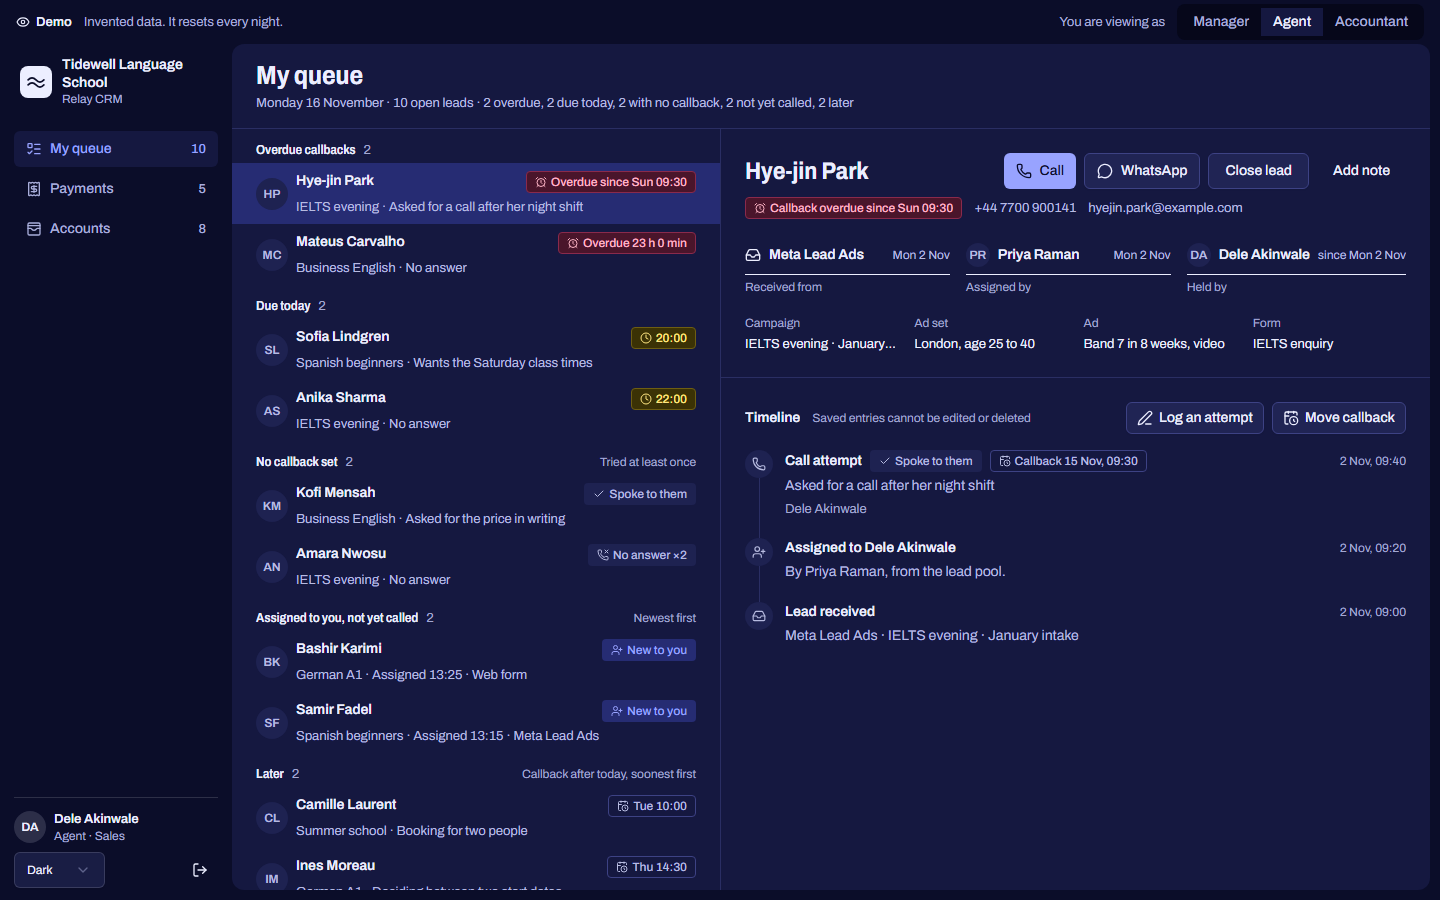 Demo Invented data. It resets every night.
You are viewing as Manager Agent Accountant
Tidewell Language School
Relay CRM
My queue 10
Payments 5
Accounts 8
Dele Akinwale
Agent · Sales
Dark
My queue
Monday 16 November · 10 open leads · 2 overdue, 2 due today, 2 with no callback, 2 not yet called, 2 later
Overdue callbacks 2
HP Hye-jin Park Overdue since Sun 09:30
IELTS evening · Asked for a call after her night shift
MC Mateus Carvalho Overdue 23 h 0 min
Business English · No answer
Due today 2
SL Sofia Lindgren 20:00
Spanish beginners · Wants the Saturday class times
AS Anika Sharma 22:00
IELTS evening · No answer
No callback set 2 Tried at least once
KM Kofi Mensah Spoke to them
Business English · Asked for the price in writing
AN Amara Nwosu No answer ×2
IELTS evening · No answer
Assigned to you, not yet called 2 Newest first
BK Bashir Karimi New to you
German A1 · Assigned 13:25 · Web form
SF Samir Fadel New to you
Spanish beginners · Assigned 13:15 · Meta Lead Ads
Later 2 Callback after today, soonest first
CL Camille Laurent Tue 10:00
Summer school · Booking for two people
IM Ines Moreau Thu 14:30
German A1 · Deciding between two start dates
Hye-jin Park Call WhatsApp Close lead Add note
Callback overdue since Sun 09:30 +44 7700 900141 hyejin.park@example.com
Meta Lead Ads Mon 2 Nov PR Priya Raman Mon 2 Nov DA Dele Akinwale since Mon 2 Nov
Received from Assigned by Held by
Campaign Ad set Ad Form
IELTS evening · January... London, age 25 to 40 Band 7 in 8 weeks, video IELTS enquiry
Timeline Saved entries cannot be edited or deleted Log an attempt Move callback
Call attempt Spoke to them Callback 15 Nov, 09:30 2 Nov, 09:40
Asked for a call after her night shift
Dele Akinwale
Assigned to Dele Akinwale 2 Nov, 09:20
By Priya Raman, from the lead pool.
Lead received 2 Nov, 09:00
Meta Lead Ads · IELTS evening · January intake